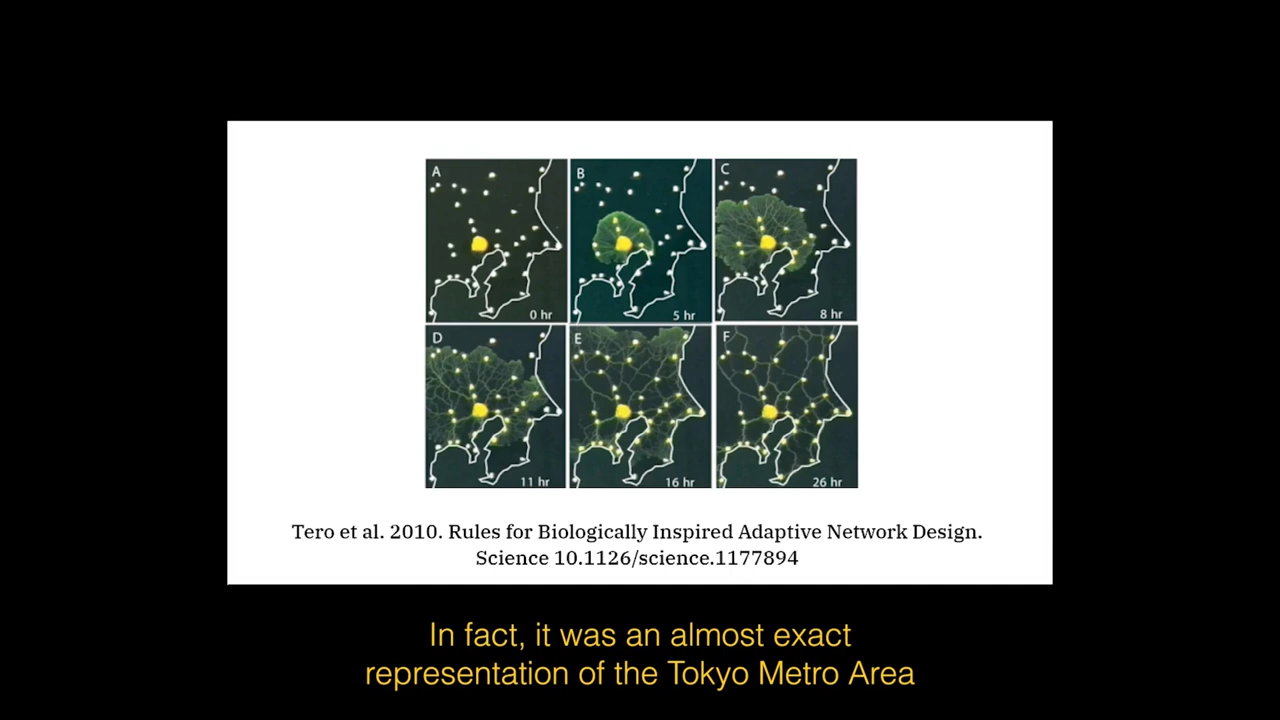 A
B
C
0 hr
5 hr
8 hr
D
E
F
11 hr
16 hr
26 hr
Tero et al. 2010. Rules for Biologically Inspired Adaptive Network Design.
Science 10.1126/science.1177894
In fact, it was an almost exact
representation of the Tokyo Metro Area